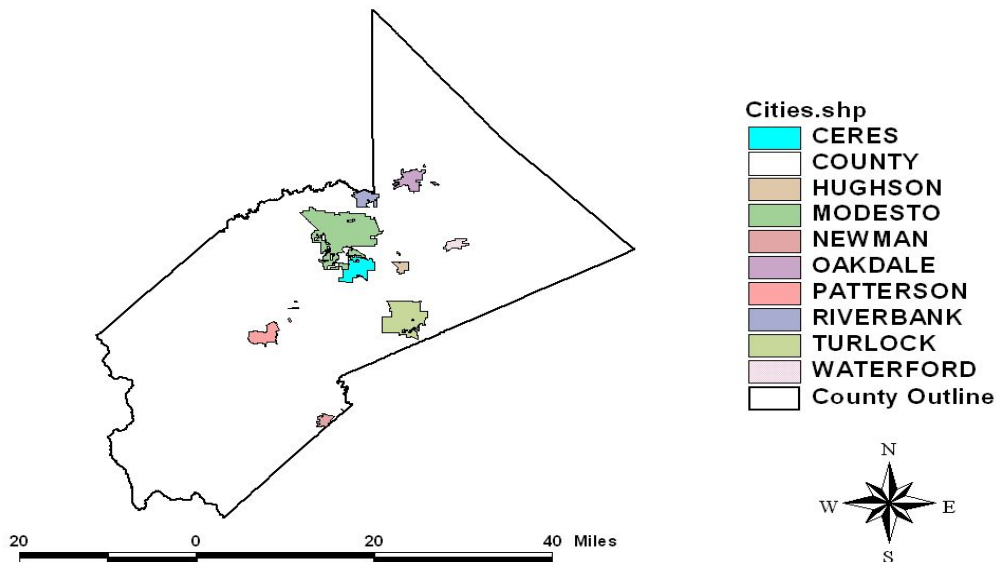 Cities.shp
CERES
COUNTY
HUGHSON
MODESTO
NEWMAN
OAKDALE
PATTERSON
RIVERBANK
TURLOCK
WATERFORD
County Outline
N
W E
S
20 0 20 40 Miles